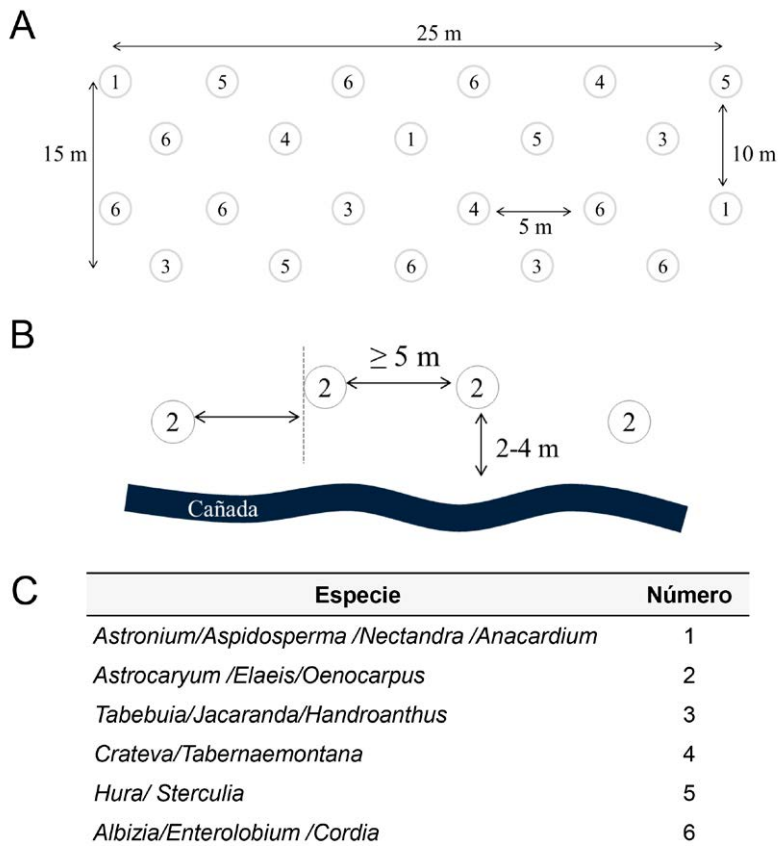 A
25 m
1 5 6 6 4 5
15 m
6 4 1 5 3
10 m
6 6 3 4 6 1
5 m
3 5 6 3 6
B
≥ 5 m
2 2 2 2
2-4 m
Cañada
C
Especie Número
Astronium/Aspidosperma /Nectandra /Anacardium 1
Astrocaryum /Elaeis/Oenocarpus 2
Tabebuia/Jacaranda/Handroanthus 3
Crateva/Tabernaemontana 4
Hura/ Sterculia 5
Albizia/Enterolobium /Cordia 6